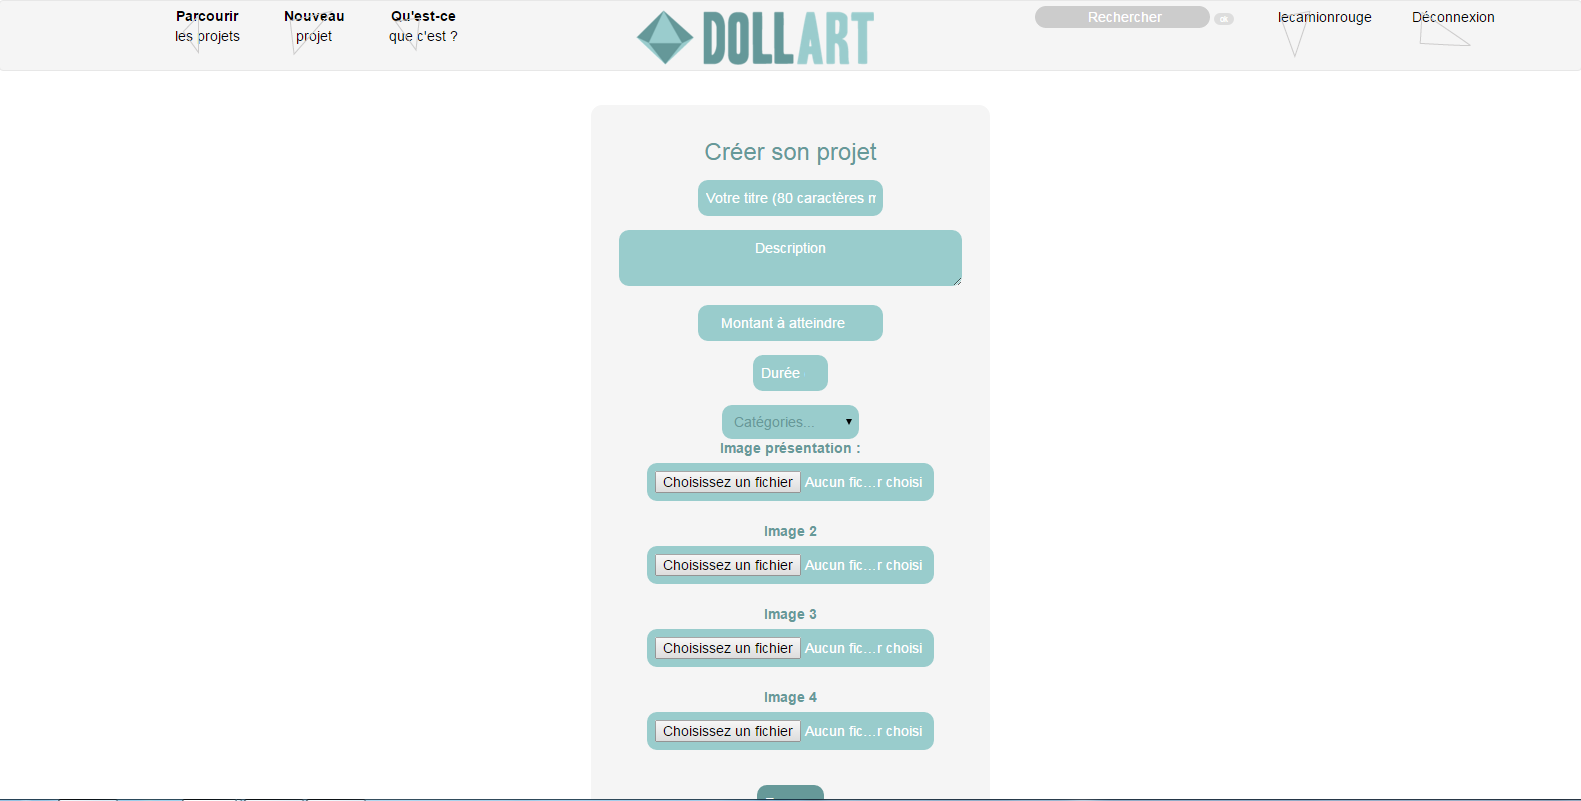 Parcourir
les projets
Nouveau
projet
Qu'est-ce
que c'est ?
DOLLART
Rechercher
ok
lecamionrouge
Déconnexion
Créer son projet
Votre titre (80 caractères m
Description
Montant à atteindre
Durée
Catégories...
Image présentation :
Choisissez un fichier Aucun fic...r choisi
Image 2
Choisissez un fichier Aucun fic...r choisi
Image 3
Choisissez un fichier Aucun fic...r choisi
Image 4
Choisissez un fichier Aucun fic...r choisi